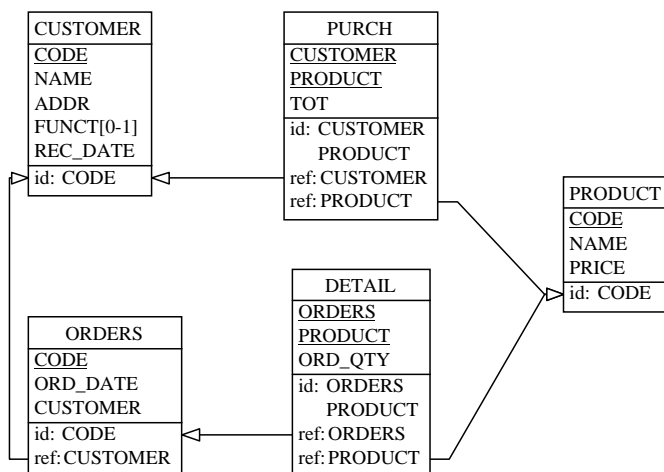 CUSTOMER
CODE
NAME
ADDR
FUNCT[0-1]
REC_DATE
id: CODE
PURCH
CUSTOMER
PRODUCT
TOT
id: CUSTOMER
PRODUCT
ref:CUSTOMER
ref:PRODUCT
PRODUCT
CODE
NAME
PRICE
id: CODE
ORDERS
CODE
ORD_DATE
CUSTOMER
id: CODE
ref:CUSTOMER
DETAIL
ORDERS
PRODUCT
ORD_QTY
id: ORDERS
PRODUCT
ref:ORDERS
ref:PRODUCT